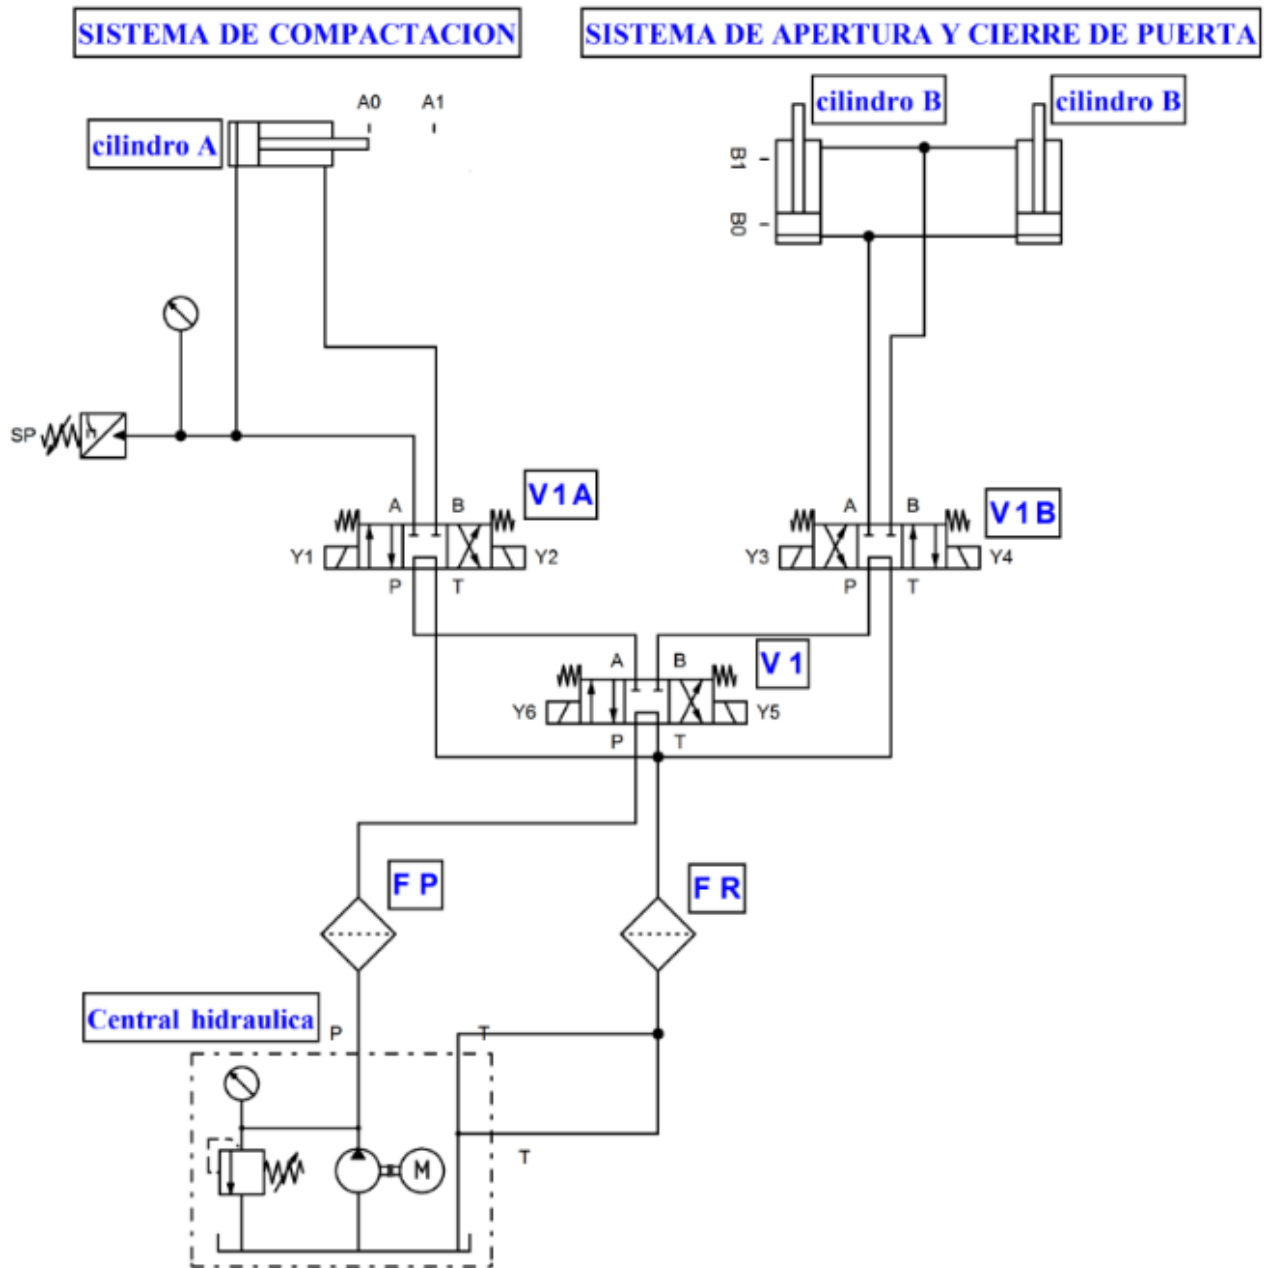 SISTEMA DE COMPACTACION
SISTEMA DE APERTURA Y CIERRE DE PUERTA
cilindro A
A0
A1
cilindro B
cilindro B
B1
B0
SP
V1A
A
B
Y1
Y2
P
T
V1B
A
B
Y3
Y4
P
T
V 1
A
B
Y6
Y5
P
T
F P
F R
Central hidraulica
P
T
M
T